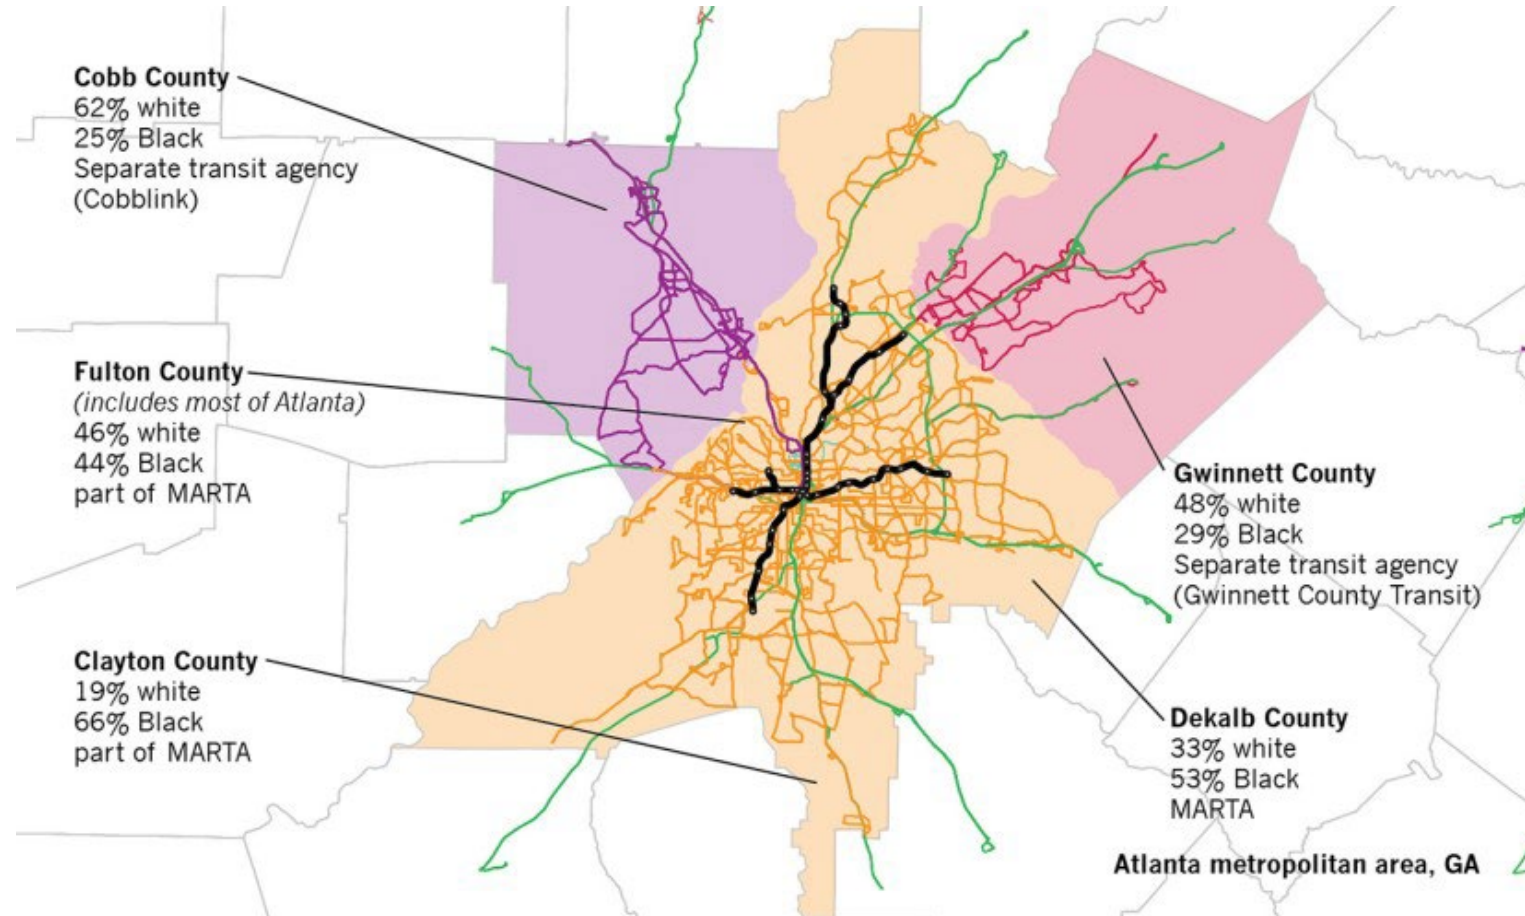 Cobb County
62% white
25% Black
Separate transit agency
(Cobblink)
Fulton County
(includes most of Atlanta)
46% white
44% Black
part of MARTA
Clayton County
19% white
66% Black
part of MARTA
Gwinnett County
48% white
29% Black
Separate transit agency
(Gwinnett County Transit)
Dekalb County
33% white
53% Black
MARTA
Atlanta metropolitan area, GA